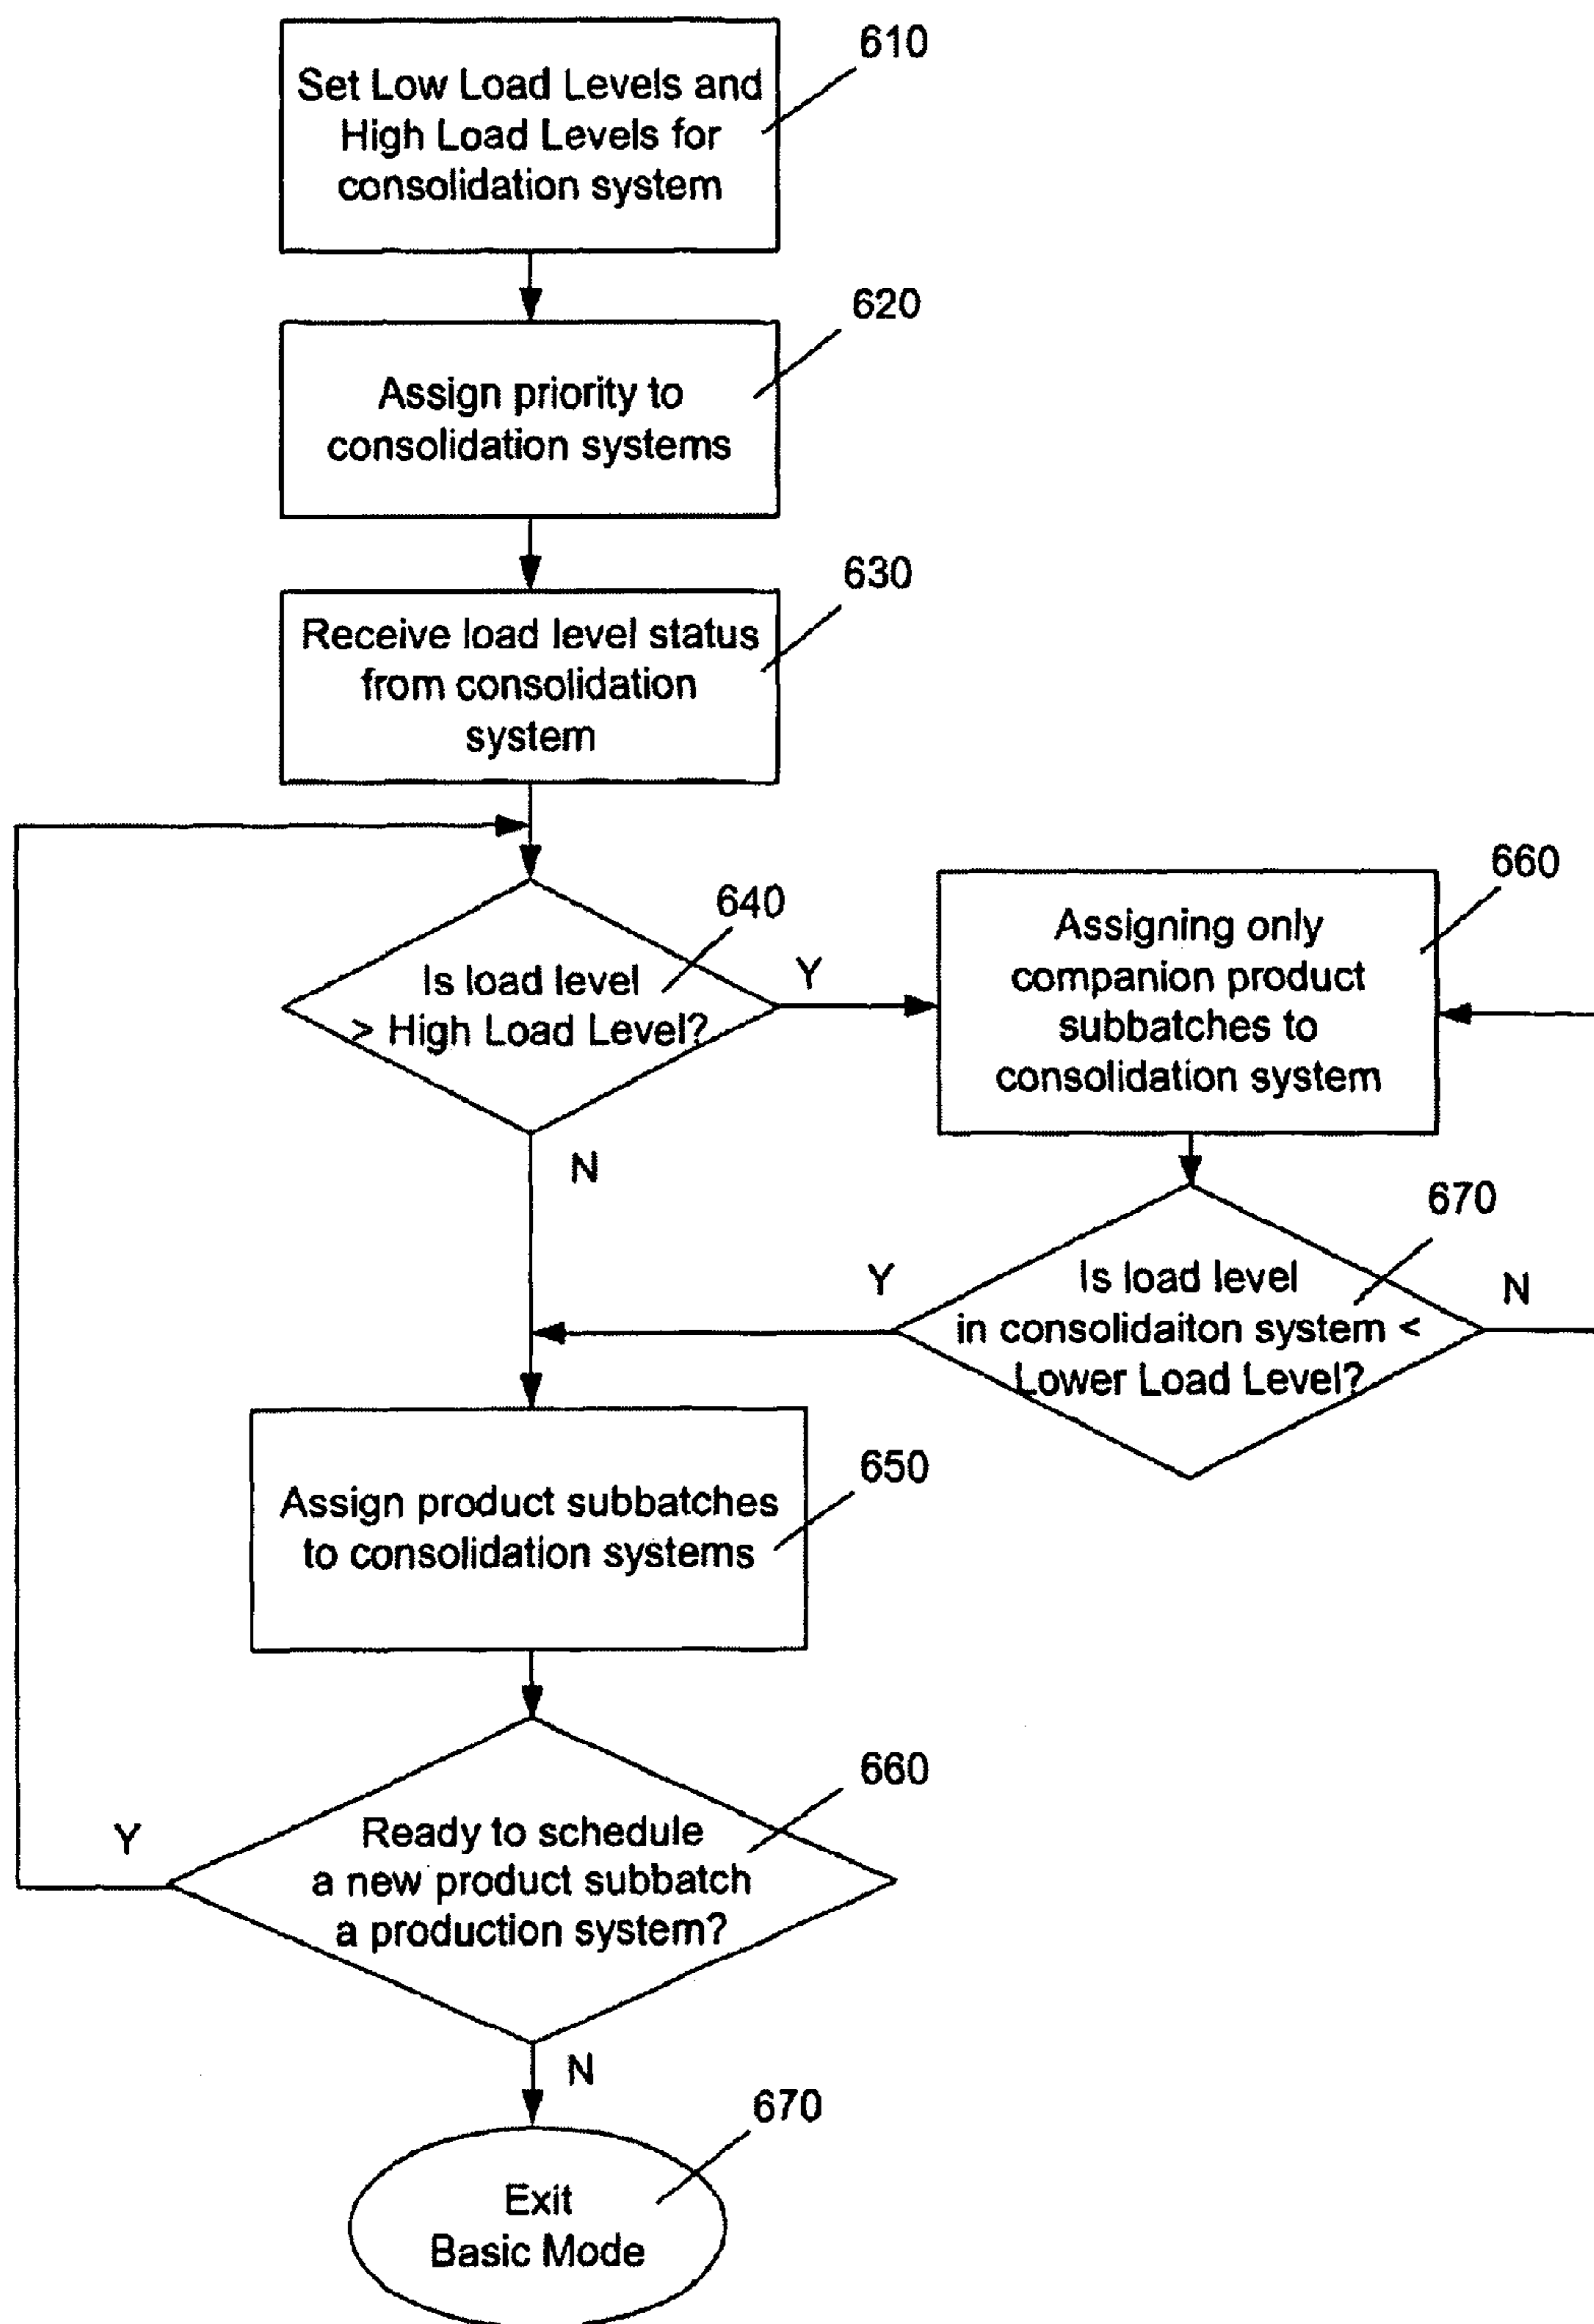 610
Set Low Load Levels and
High Load Levels for
consolidation system
620
Assign priority to
consolidation systems
630
Receive load level status
from consolidation
system
640
Is load level
> High Load Level?
Y
N
660
Assigning only
companion product
subbatches to
consolidation system
670
Is load level
in consolidaiton system <
Lower Load Level?
Y
N
650
Assign product subbatches
to consolidation systems
660
Ready to schedule
a new product subbatch
a production system?
Y
N
670
Exit
Basic Mode